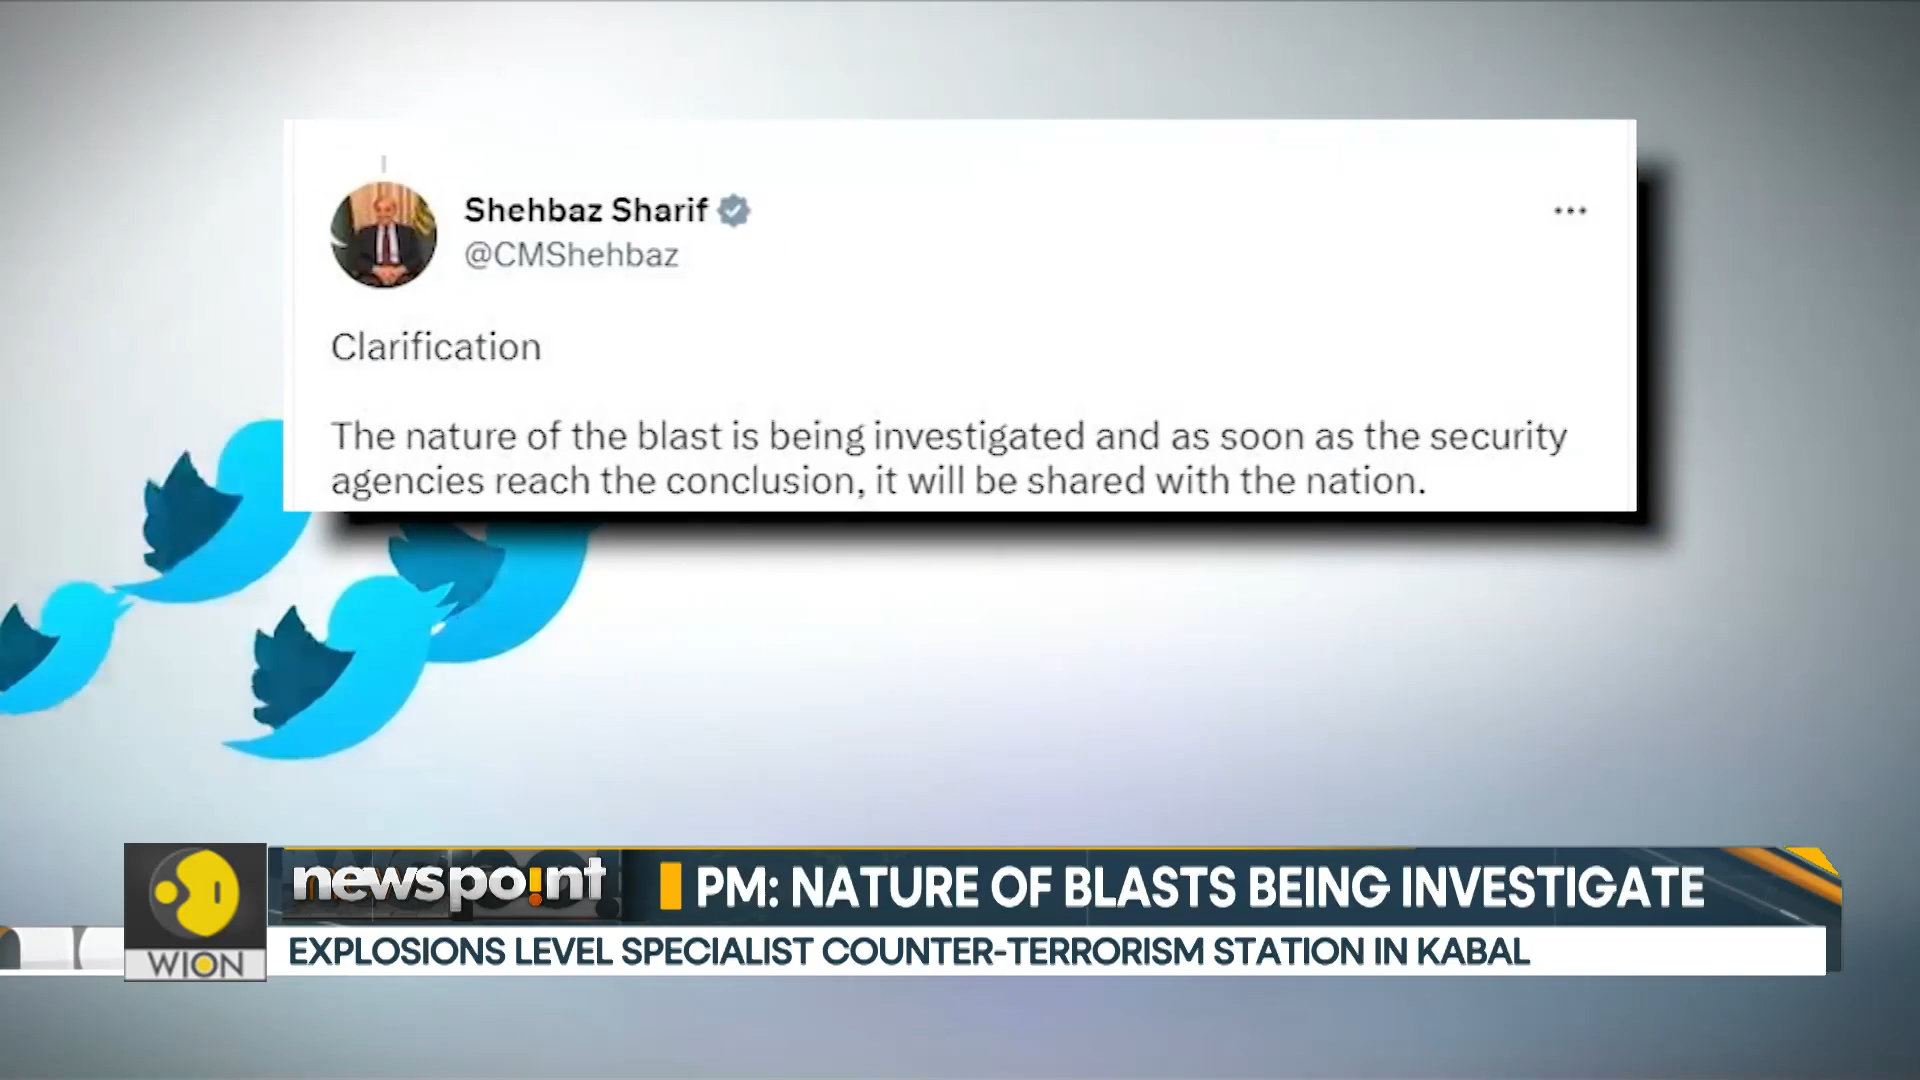 Shehbaz Sharif
@CMShehbaz
Clarification
The nature of the blast is being investigated and as soon as the security
agencies reach the conclusion, it will be shared with the nation.
newspoint
PM: NATURE OF BLASTS BEING INVESTIGATE
WION
EXPLOSIONS LEVEL SPECIALIST COUNTER-TERRORISM STATION IN KABAL